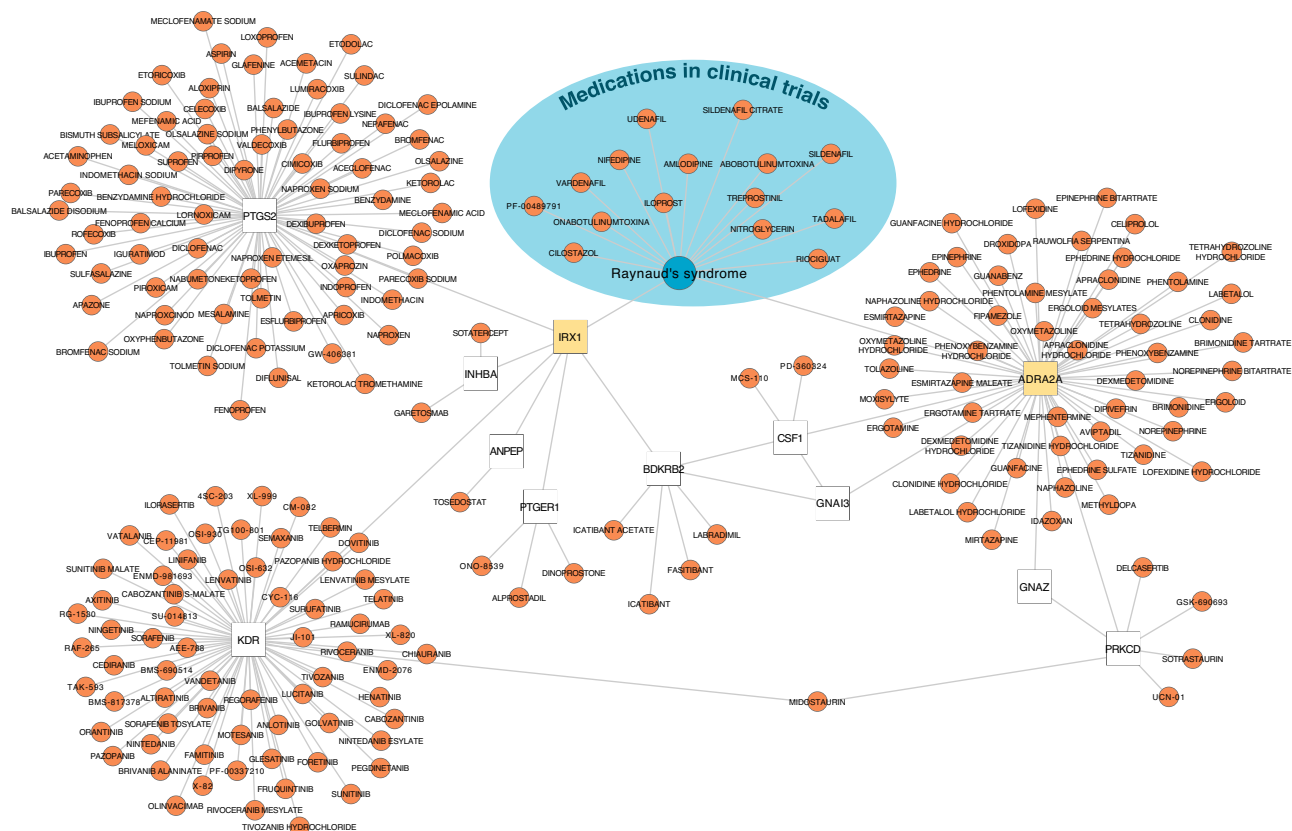 Medications in clinical trials
UDENAFIL
SILDENAFIL CITRATE
NIFEDIPINE
AMLODIPINE
ABOBOTULINUMTOXINA
SILDENAFIL
VARDENAFIL
PF-00489791
ILOPROST
TREPROSTINIL
ONABOTULINUMTOXINA
NITROGLYCERIN
TADALAFIL
CILOSTAZOL
RIOCIGUAT
Raynaud's syndrome
MECLOFENAMATE SODIUM
LOXOPROFEN
ETODOLAC
ASPIRIN
GLAFENINE
ACEMETACIN
ETORICOXIB
SULINDAC
ALOXIPRIN
LUMIRACOXIB
IBUPROFEN SODIUM
CELECOXIB
BALSALAZIDE
IBUPROFEN LYSINE
DICLOFENAC EPOLAMINE
MEFENAMIC ACID
NEPAFENAC
BISMUTH SUBSALICYLATE
OLSALAZINE SODIUM
PHENYLBUTAZONE
MELOXICAM
VALDECOXIB
FLURBIPROFEN
BROMFENAC
ACETAMINOPHEN
SUPROFEN
PIRPROFEN
CIMICOXIB
OLSALAZINE
INDOMETHACIN SODIUM
DIPYRONE
ACECLOFENAC
KETOROLAC
PARECOXIB
BENZYDAMINE HYDROCHLORIDE
NAPROXEN SODIUM
BENZYDAMINE
BALSALAZIDE DISODIUM
LORNOXICAM
PTGS2
MECLOFENAMIC ACID
FENOPROFEN CALCIUM
DEXIBUPROFEN
ROFECOXIB
DICLOFENAC SODIUM
IBUPROFEN
IGURATIMOD
DICLOFENAC
DEXKETOPROFEN
POLMACOXIB
NAPROXEN ETEMESIL
OXAPROZIN
SULFASALAZINE
NABUMETONE
KETOPROFEN
PARECOXIB SODIUM
PIROXICAM
INDOPROFEN
APAZONE
TOLMETIN
INDOMETHACIN
NAPROXCINOD
MESALAMINE
ESFLURBIPROFEN
APRICOXIB
OXYPHENBUTAZONE
NAPROXEN
BROMFENAC SODIUM
DICLOFENAC POTASSIUM
GW-406381
TOLMETIN SODIUM
DIFLUNISAL
KETOROLAC TROMETHAMINE
FENOPROFEN
IRX1
SOTATERCEPT
INHBA
GARETOSMAB
ANPEP
TOSEDOSTAT
PTGER1
ONO-8539
DINOPROSTONE
ALPROSTADIL
BDKRB2
ICATIBANT ACETATE
LABRADIMIL
FASITIBANT
ICATIBANT
MCS-110
PD-360324
CSF1
GNAI3
EPINEPHRINE BITARTRATE
LOFEXIDINE
GUANFACINE HYDROCHLORIDE
CELIPROLOL
DROXIDOPA
RAUWOLFIA SERPENTINA
EPINEPHRINE
TETRAHYDROZOLINE
HYDROCHLORIDE
EPHEDRINE HYDROCHLORIDE
EPHEDRINE
GUANABENZ
APRACLONIDINE
PHENTOLAMINE
PHENTOLAMINE MESYLATE
LABETALOL
NAPHAZOLINE HYDROCHLORIDE
ERGOLOID MESYLATES
ESMIRTAZAPINE
FIPAMEZOLE
TETRAHYDROZOLINE
CLONIDINE
OXYMETAZOLINE
OXYMETAZOLINE
HYDROCHLORIDE
PHENOXYBENZAMINE
HYDROCHLORIDE
APRACLONIDINE
HYDROCHLORIDE
PHENOXYBENZAMINE
BRIMONIDINE TARTRATE
TOLAZOLINE
NOREPINEPHRINE BITARTRATE
ESMIRTAZAPINE MALEATE
ADRA2A
DEXMEDETOMIDINE
MOXISYLYTE
ERGOTAMINE TARTRATE
MEPHENTERMINE
DIPIVEFRIN
BRIMONIDINE
ERGOLOID
ERGOTAMINE
AVIPTADIL
NOREPINEPHRINE
DEXMEDETOMIDINE
HYDROCHLORIDE
TIZANIDINE HYDROCHLORIDE
TIZANIDINE
GUANFACINE
EPHEDRINE SULFATE
LOFEXIDINE HYDROCHLORIDE
CLONIDINE HYDROCHLORIDE
NAPHAZOLINE
METHYLDOPA
LABETALOL HYDROCHLORIDE
IDAZOXAN
MIRTAZAPINE
GNAZ
DELCASERTIB
GSK-690693
PRKCD
SOTRASTAURIN
UCN-01
MIDOSTAURIN
4SC-203
XL-999
ILORASERTIB
CM-082
VATALANIB
OSI-930
TG100-801
TELBERMIN
CEP-11981
SEMAXANIB
DOVITINIB
LINIFANIB
PAZOPANIB HYDROCHLORIDE
SUNITINIB MALATE
ENMD-981693
LENVATINIB
OSI-632
LENVATINIB MESYLATE
CABOZANTINIB S-MALATE
AXITINIB
CYC-116
TELATINIB
RG-1530
SU-014813
SURUFATINIB
NINGETINIB
RAMUCIRUMAB
SORAFENIB
KDR
JI-101
XL-820
RAF-265
AEE-788
RIVOCERANIB
CHIAURANIB
CEDIRANIB
BMS-690514
ENMD-2076
TAK-593
VANDETANIB
TIVOZANIB
BMS-817378
ALTIRATINIB
REGORAFENIB
LUCITANIB
HENATINIB
BRIVANIB
ORANTINIB
SORAFENIB TOSYLATE
ANLOTINIB
GOLVATINIB
CABOZANTINIB
NINTEDANIB
MOTESANIB
NINTEDANIB ESYLATE
PAZOPANIB
FAMITINIB
GLESATINIB
FORETINIB
PEGDINETANIB
BRIVANIB ALANINATE
PF-00337210
X-82
FRUQUINTINIB
SUNITINIB
OLINVACIMAB
RIVOCERANIB MESYLATE
TIVOZANIB HYDROCHLORIDE